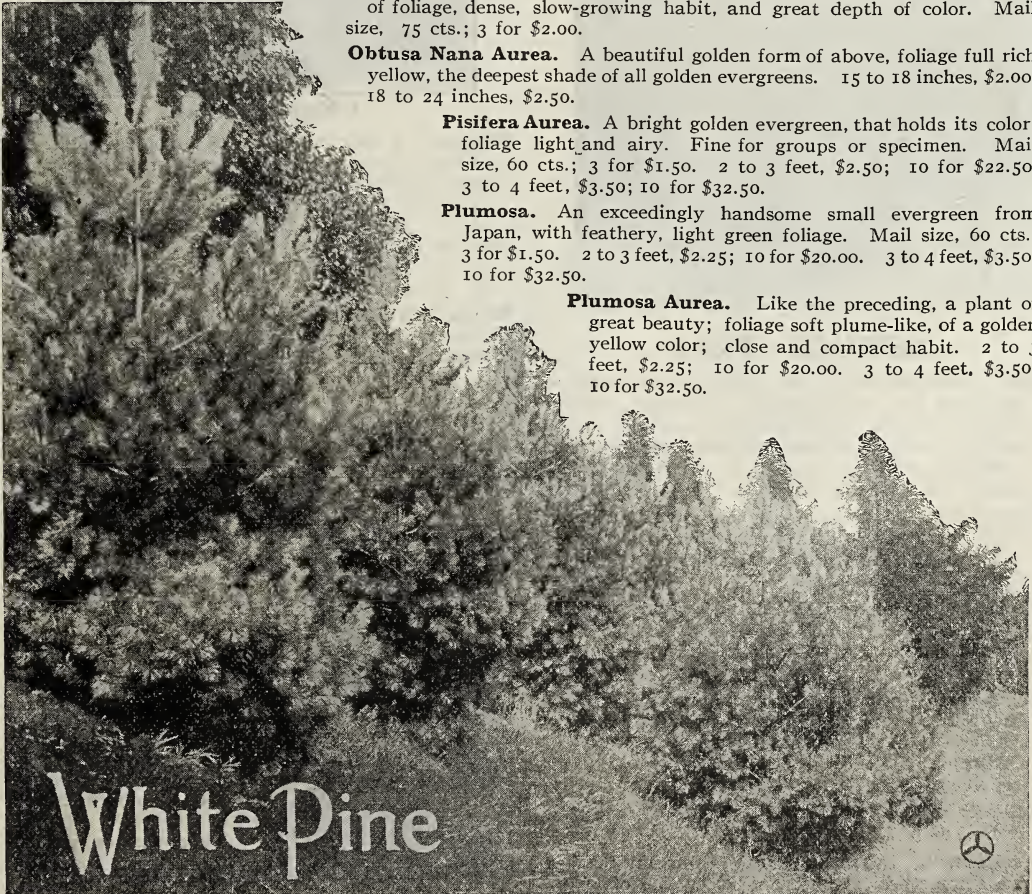 of foliage, dense, slow-growing habit, and great depth of color. Mail
size, 75 cts.; 3 for $2.00.
Obtusa Nana Aurea. A beautiful golden form of above, foliage full rich
yellow, the deepest shade of all golden evergreens. 15 to 18 inches, $2.00
18 to 24 inches, $2.50.
Pisifera Aurea. A bright golden evergreen, that holds its color
foliage light and airy. Fine for groups or specimen. Mai
size, 60 cts.; 3 for $1.50. 2 to 3 feet, $2.50; 10 for $22.50
3 to 4 feet, $3.50; 10 for $32.50.
Plumosa. An exceedingly handsome small evergreen from
Japan, with feathery, light green foliage. Mail size, 60 cts.
3 for $1.50. 2 to 3 feet, $2.25; 10 for $20.00. 3 to 4 feet, $3.50
10 for $32.50.
Plumosa Aurea. Like the preceding, a plant o
great beauty; foliage soft plume-like, of a golden
yellow color; close and compact habit. 2 to
feet, $2.25; 10 for $20.00. 3 to 4 feet, $3.50
10 for $32.50.
White Pine